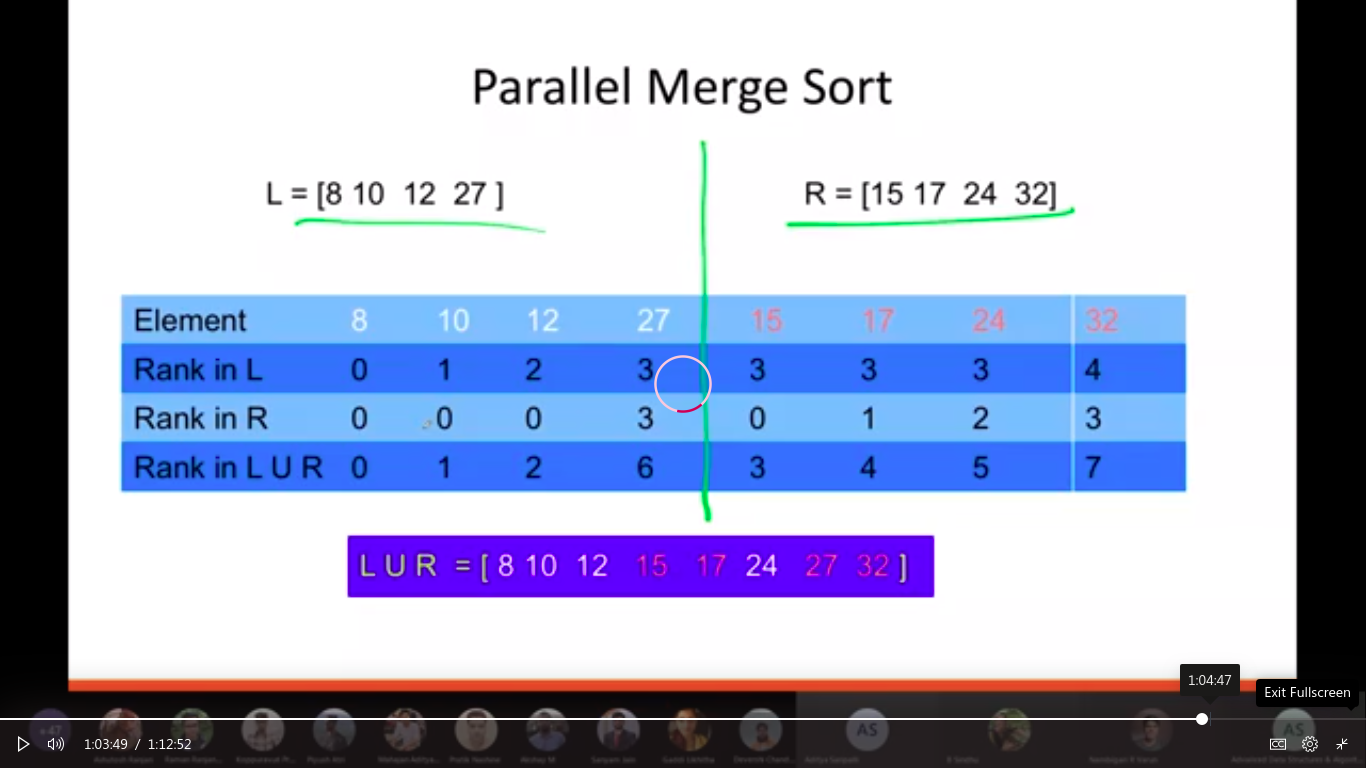 Parallel Merge Sort
L = [8 10 12 27 ]
R = [15 17 24 32]
Element 8 10 12 27 15 17 24 32
Rank in L 0 1 2 3 3 3 3 4
Rank in R 0 0 0 3 0 1 2 3
Rank in L U R 0 1 2 6 3 4 5 7
L U R = [ 8 10 12 15 17 24 27 32 ]
1:04:47
Exit Fullscreen
AS
AS
1:03:49 / 1:12:52
CC